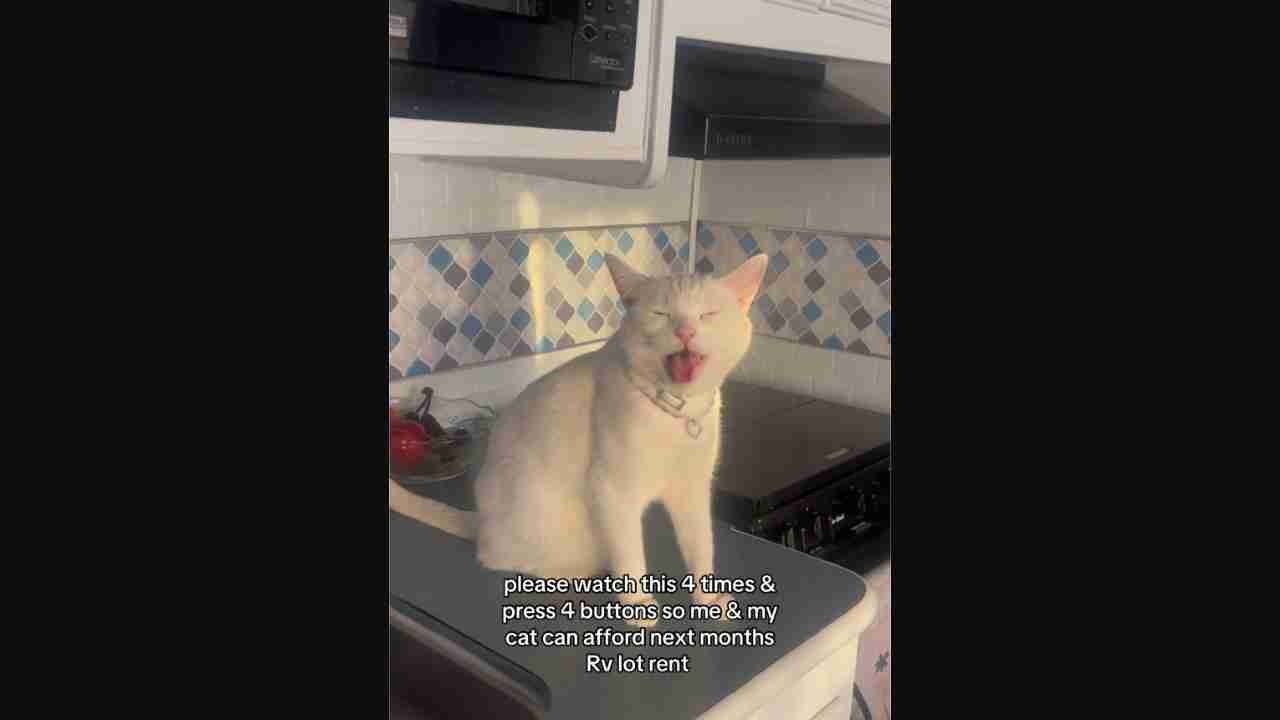 please watch this 4 times &
press 4 buttons so me & my
cat can afford next months
Rv lot rent